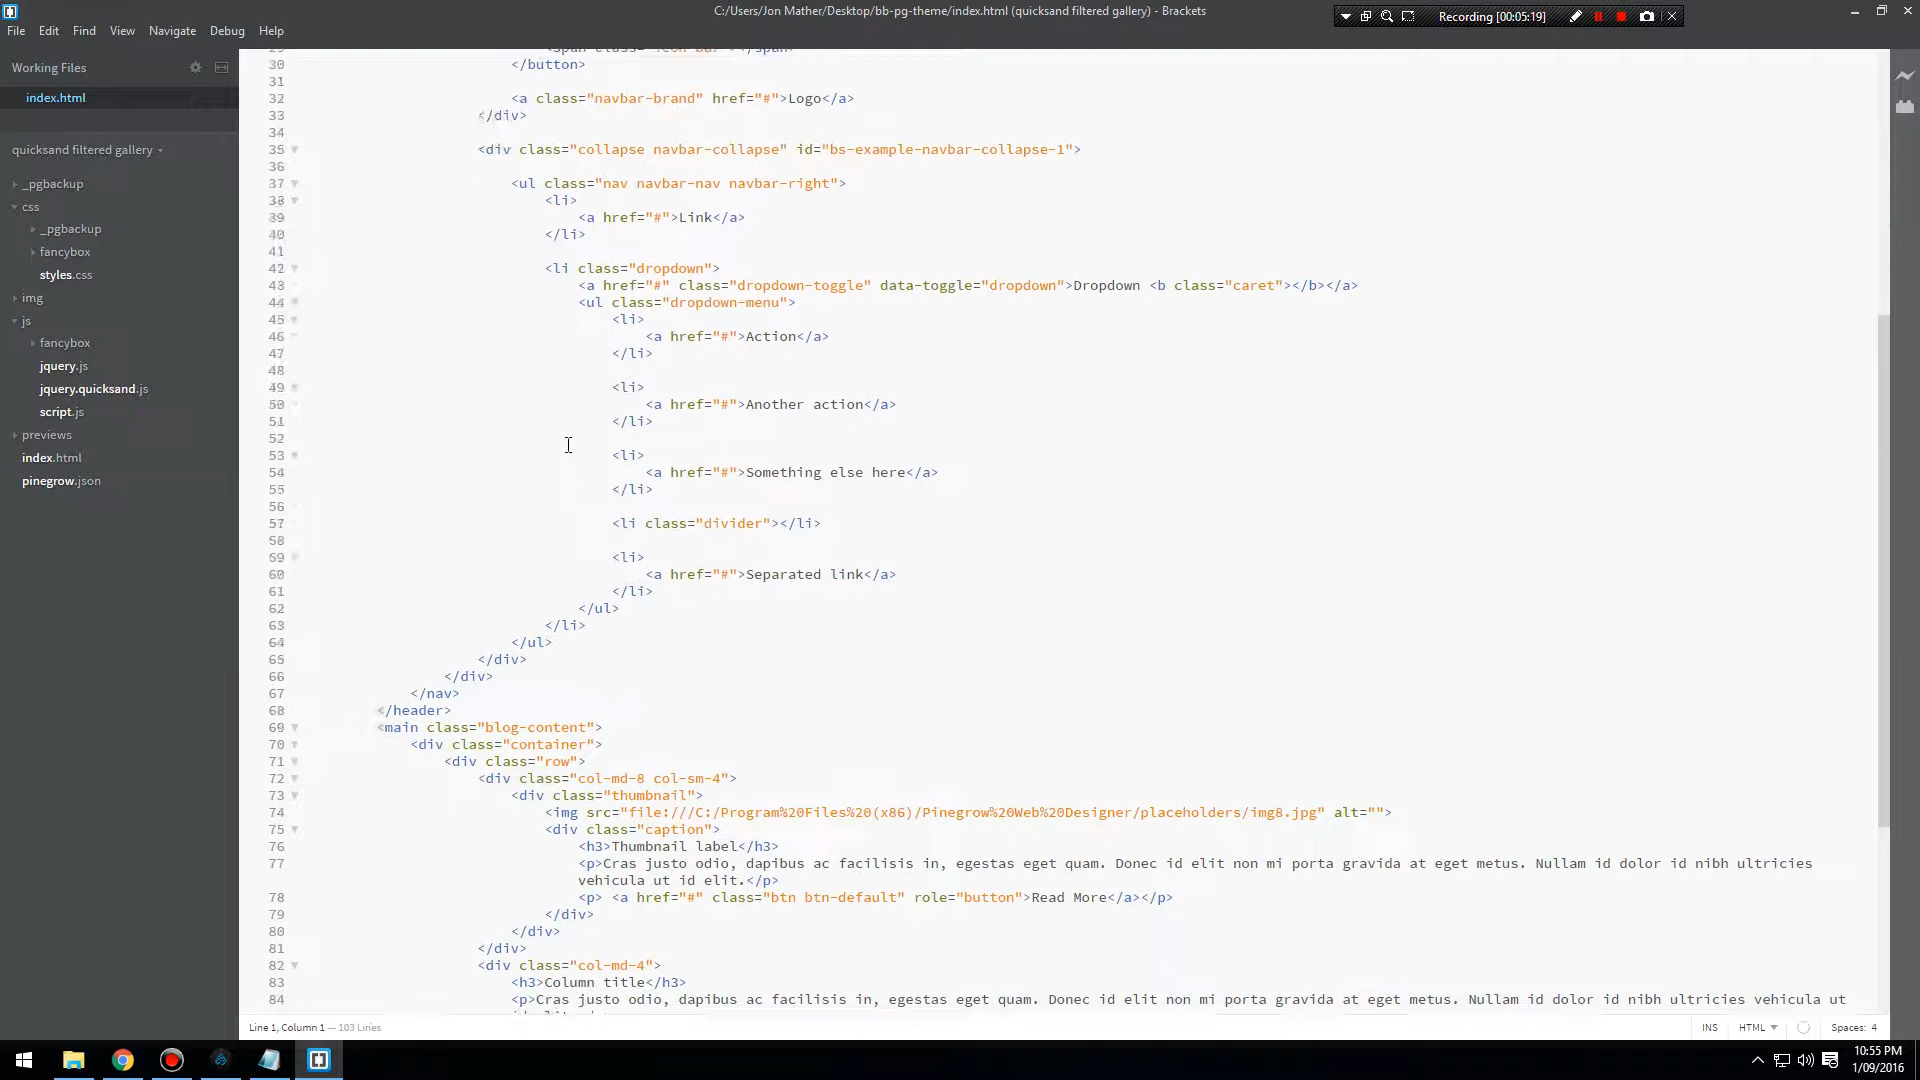 C:/Users/Jon Mather/Desktop/bb-pg-theme/index.html (quicksand filtered gallery) - Brackets
Recording [00:05:19]
File Edit Find View Navigate Debug Help
Working Files
index.html
quicksand filtered gallery
_pgbackup
css
_pgbackup
fancybox
styles.css
img
js
fancybox
jquery.js
jquery.quicksand.js
script.js
previews
index.html
pinegrow.json
30 </button>
31
32 <a class="navbar-brand" href="#">Logo</a>
33 </div>
34
35 <div class="collapse navbar-collapse" id="bs-example-navbar-collapse-1">
36
37 <ul class="nav navbar-nav navbar-right">
38 <li>
39 <a href="#">Link</a>
40 </li>
41
42 <li class="dropdown">
43 <a href="#" class="dropdown-toggle" data-toggle="dropdown">Dropdown <b class="caret"></b></a>
44 <ul class="dropdown-menu">
45 <li>
46 <a href="#">Action</a>
47 </li>
48
49 <li>
50 <a href="#">Another action</a>
51 </li>
52
53 <li>
54 <a href="#">Something else here</a>
55 </li>
56
57 <li class="divider"></li>
58
59 <li>
60 <a href="#">Separated link</a>
61 </li>
62 </ul>
63 </li>
64 </ul>
65 </div>
66 </div>
67 </nav>
68 </header>
69 <main class="blog-content">
70 <div class="container">
71 <div class="row">
72 <div class="col-md-8 col-sm-4">
73 <div class="thumbnail">
74 <img src="file:///C:/Program%20Files%20(x86)/Pinegrow%20Web%20Designer/placeholders/img8.jpg" alt="">
75 <div class="caption">
76 <h3>Thumbnail label</h3>
77 <p>Cras justo odio, dapibus ac facilisis in, egestas eget quam. Donec id elit non mi porta gravida at eget metus. Nullam id dolor id nibh ultricies
vehicula ut id elit.</p>
78 <p> <a href="#" class="btn btn-default" role="button">Read More</a></p>
79 </div>
80 </div>
81 </div>
82 <div class="col-md-4">
83 <h3>Column title</h3>
84 <p>Cras justo odio, dapibus ac facilisis in, egestas eget quam. Donec id elit non mi porta gravida at eget metus. Nullam id dolor id nibh ultricies vehicula ut
Line 1, Column 1 — 103 Lines
INS HTML Spaces: 4
10:55 PM
1/09/2016